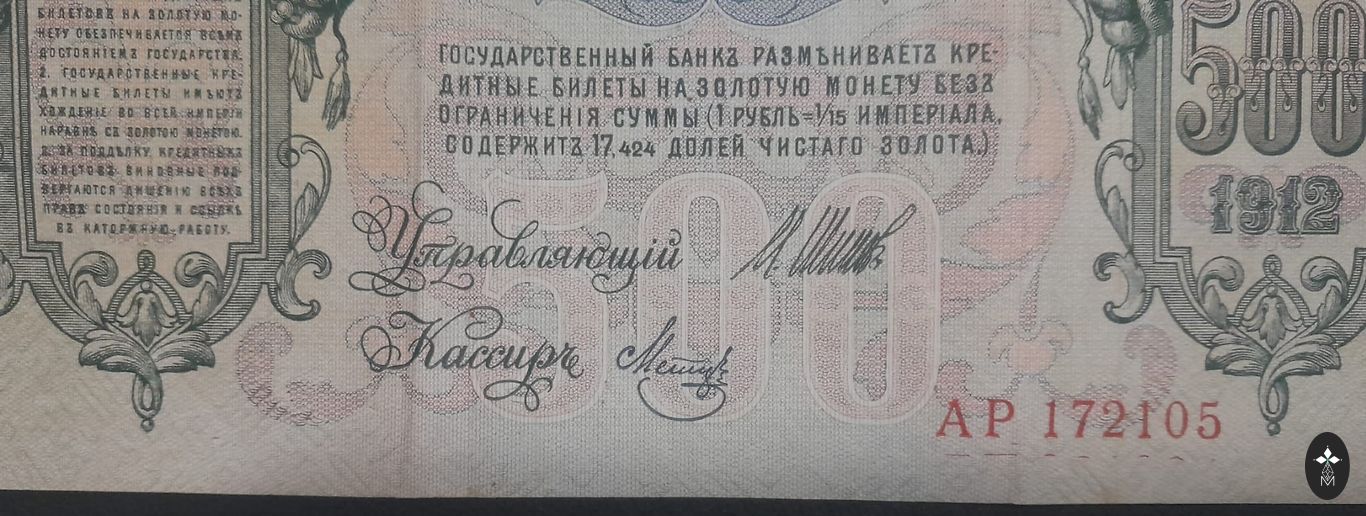 БИЛЕТОВЪ НА ЗОЛОТУЮ МО-
НЕТУ ОБЕЗПЕЧИВАЕТСЯ ВСѢМЪ
ДОСТОЯНІЕМЪ ГОСУДАРСТВА.
2. ГОСУДАРСТВЕННЫЕ КРЕ-
ДИТНЫЕ БИЛЕТЫ ИМѢЮТЪ
ХОЖДЕНІЕ ВО ВСЕЙ ИМПЕРІИ
НАРАВНѢ СЪ ЗОЛОТОЮ МОНЕТОЮ.
3. ЗА ПОДДѢЛКУ КРЕДИТНЫХЪ
БИЛЕТОВЪ ВИНОВНЫЕ ПОД-
ВЕРГАЮТСЯ ЛИШЕНІЮ ВСѢХЪ
ПРАВЪ СОСТОЯНІЯ И ССЫЛКѢ
ВЪ КАТОРЖНУЮ РАБОТУ.
ГОСУДАРСТВЕННЫЙ БАНКЪ РАЗМѢНИВАЕТЪ КРЕ-
ДИТНЫЕ БИЛЕТЫ НА ЗОЛОТУЮ МОНЕТУ БЕЗЪ
ОГРАНИЧЕНІЯ СУММЫ (1 РУБЛЬ=1/15 ИМПЕРІАЛА,
СОДЕРЖИТЪ 17,424 ДОЛЕЙ ЧИСТАГО ЗОЛОТА.)
500
1912
500
Управляющій И. Шипов
Кассиръ
АР 172105
М